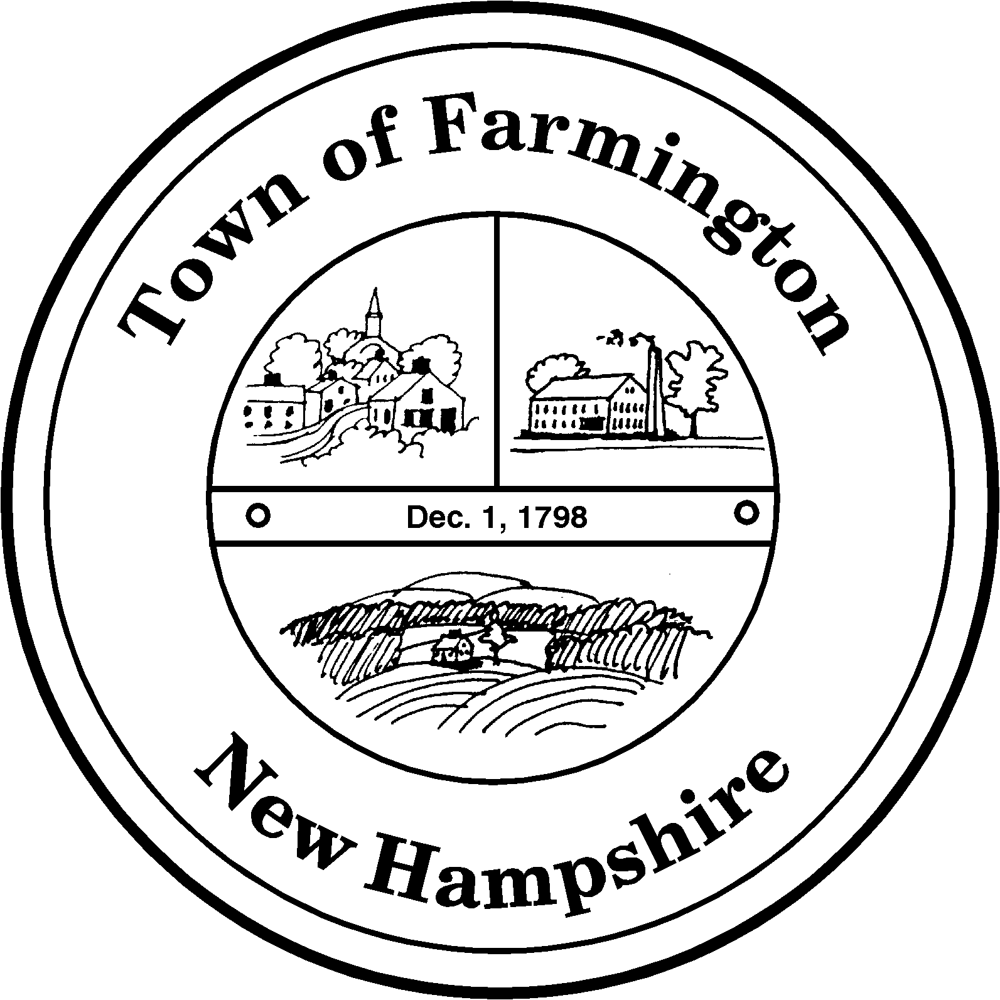 Town of Farmington
Dec. 1, 1798
New Hampshire